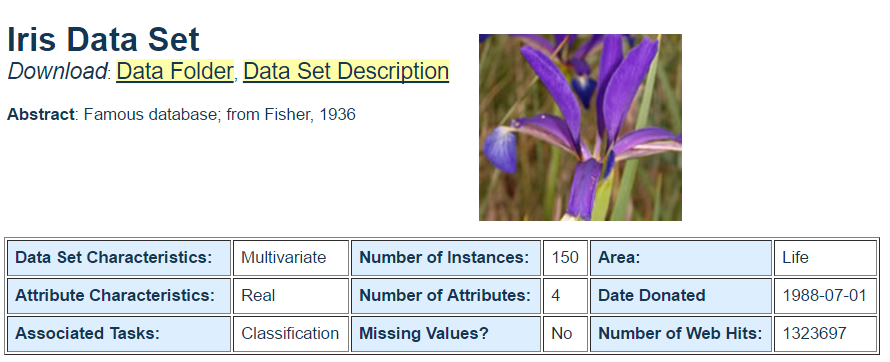 Iris Data Set
Download: Data Folder, Data Set Description
Abstract: Famous database; from Fisher, 1936
Data Set Characteristics: Multivariate Number of Instances: 150 Area: Life
Attribute Characteristics: Real Number of Attributes: 4 Date Donated 1988-07-01
Associated Tasks: Classification Missing Values? No Number of Web Hits: 1323697